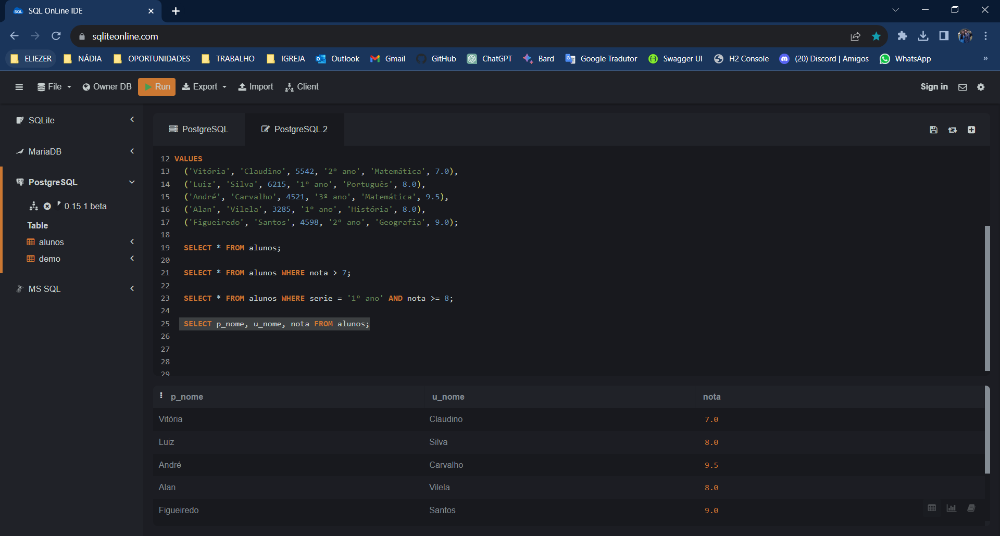 SQL OnLine IDE
sqliteonline.com
ELIEZER NÁDIA OPORTUNIDADES TRABALHO IGREJA Outlook Gmail GitHub ChatGPT Bard Google Tradutor Swagger UI H2 Console (20) Discord | Amigos WhatsApp »
File Owner DB Run Export Import Client Sign in
SQLite
MariaDB
PostgreSQL
0.15.1 beta
Table
alunos
demo
MS SQL
PostgreSQL PostgreSQL.2
12 VALUES
13 ('Vitória', 'Claudino', 5542, '2º ano', 'Matemática', 7.0),
14 ('Luiz', 'Silva', 6215, '1º ano', 'Português', 8.0),
15 ('André', 'Carvalho', 4521, '3º ano', 'Matemática', 9.5),
16 ('Alan', 'Vilela', 3285, '1º ano', 'História', 8.0),
17 ('Figueiredo', 'Santos', 4598, '2º ano', 'Geografia', 9.0);
18
19 SELECT * FROM alunos;
20
21 SELECT * FROM alunos WHERE nota > 7;
22
23 SELECT * FROM alunos WHERE serie = '1º ano' AND nota >= 8;
24
25 SELECT p_nome, u_nome, nota FROM alunos;
26
27
28
29
p_nome u_nome nota
Vitória Claudino 7.0
Luiz Silva 8.0
André Carvalho 9.5
Alan Vilela 8.0
Figueiredo Santos 9.0